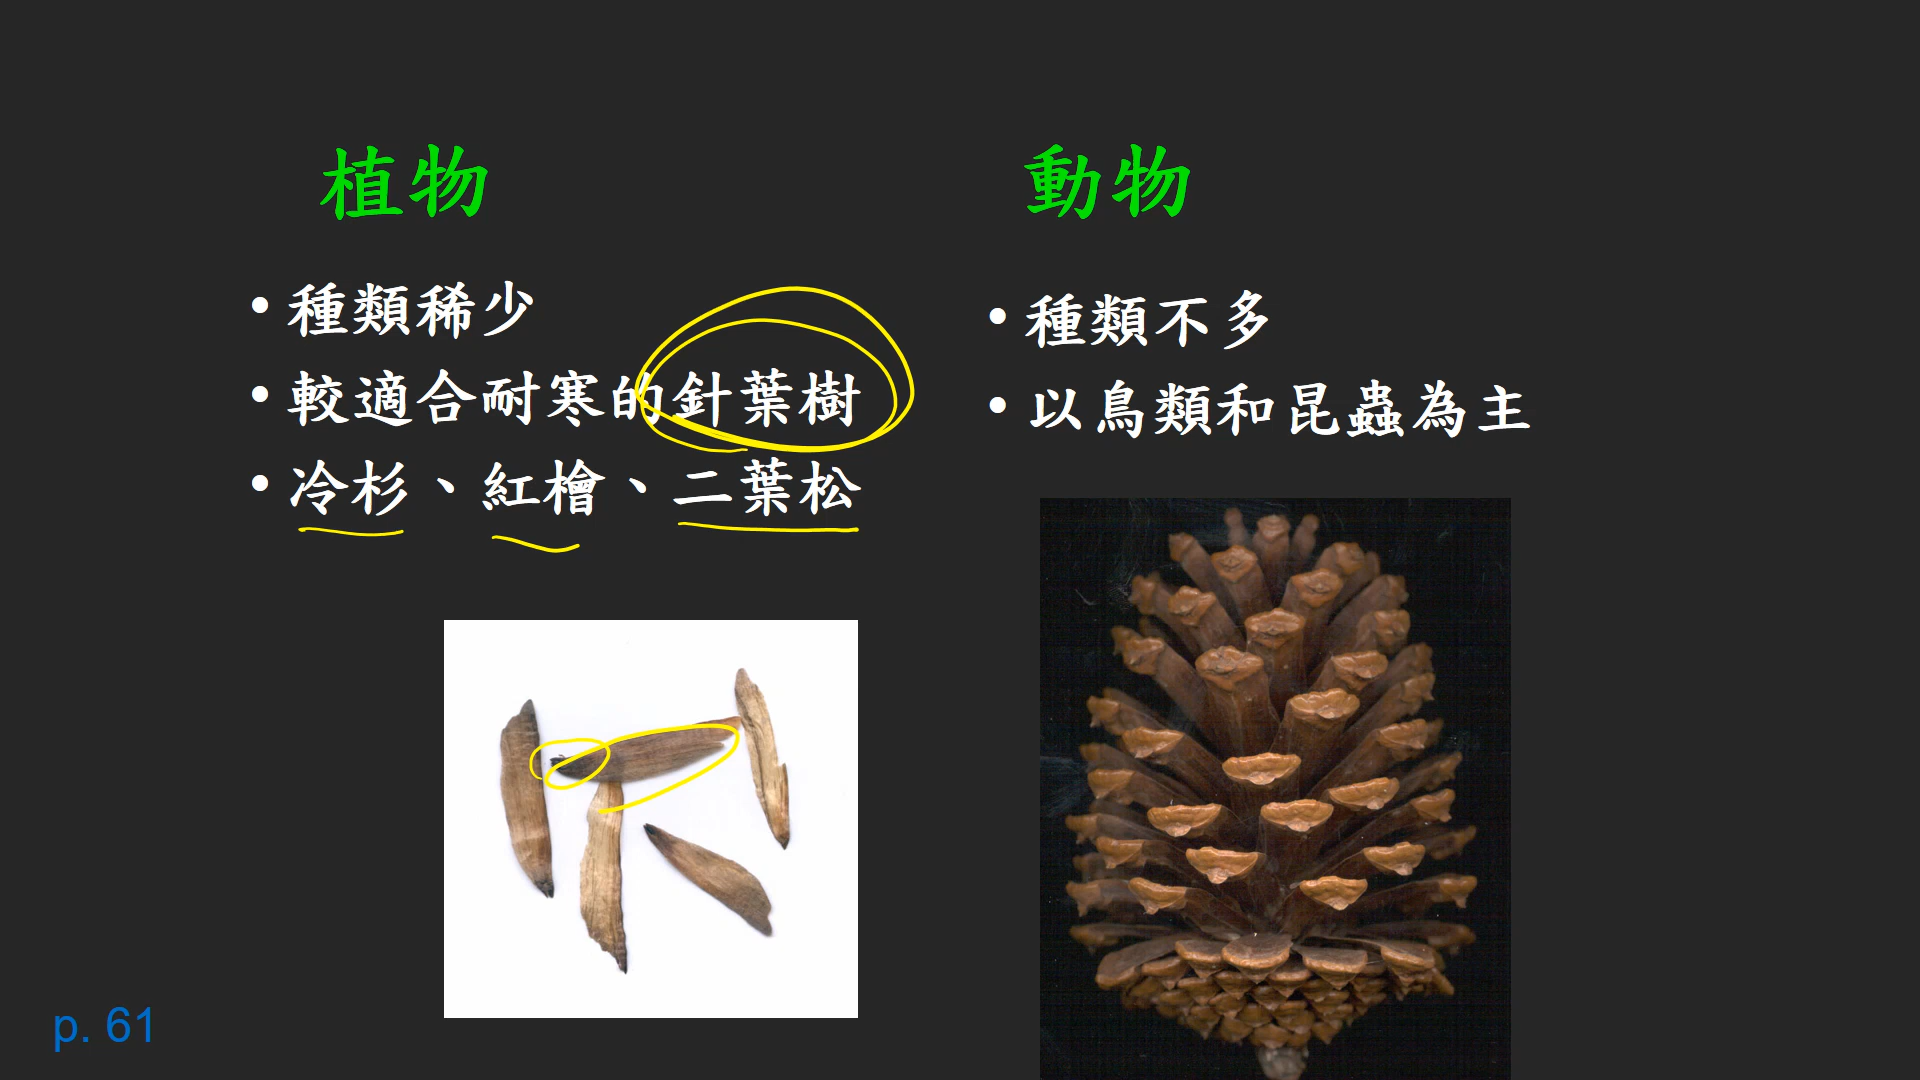 植物
• 種類稀少
• 較適合耐寒的針葉樹
• 冷杉、紅檜、二葉松
動物
• 種類不多
• 以鳥類和昆蟲為主
p. 61